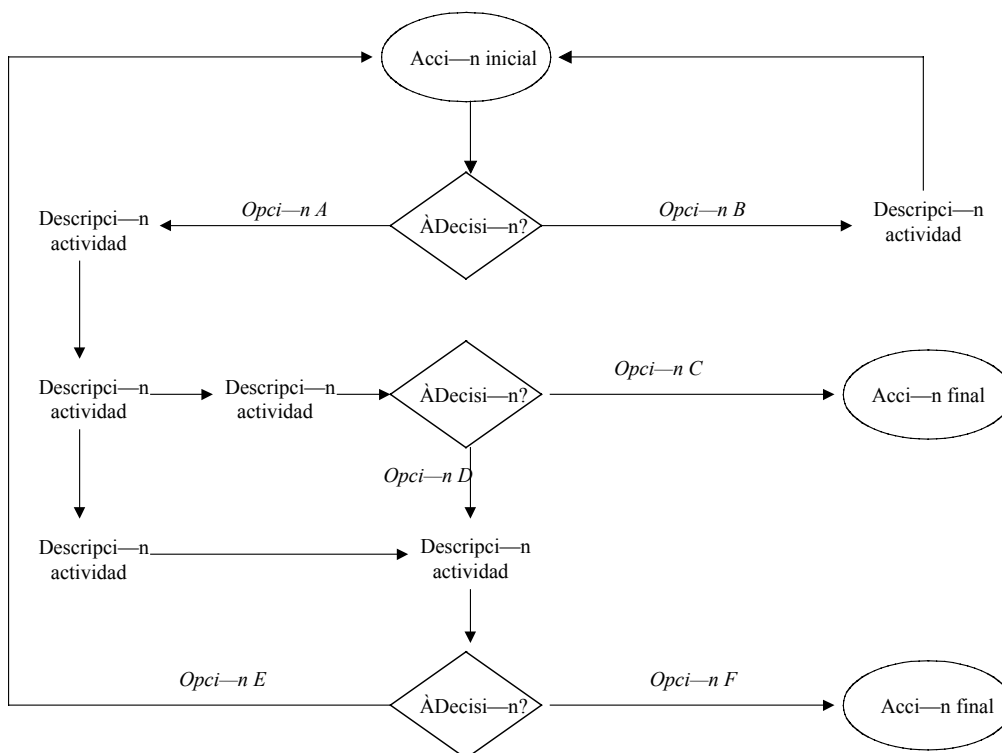 Acci—n inicial
Opci—n A
Opci—n B
Descripci—n
actividad
ÀDecisi—n?
Descripci—n
actividad
Opci—n C
Descripci—n
actividad
Descripci—n
actividad
ÀDecisi—n?
Acci—n final
Opci—n D
Descripci—n
actividad
Descripci—n
actividad
Opci—n E
Opci—n F
ÀDecisi—n?
Acci—n final